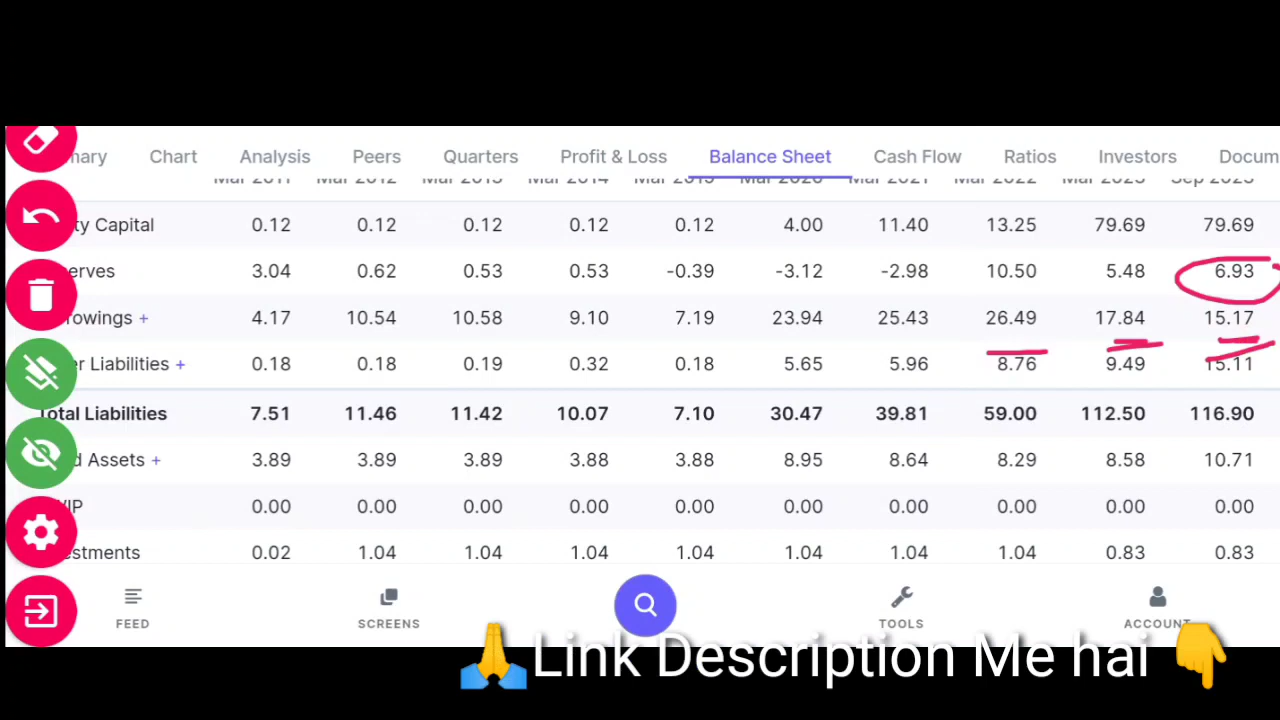 mary Chart Analysis Peers Quarters Profit & Loss Balance Sheet Cash Flow Ratios Investors Docum
ty Capital 0.12 0.12 0.12 0.12 0.12 4.00 11.40 13.25 79.69 79.69
erves 3.04 0.62 0.53 0.53 -0.39 -3.12 -2.98 10.50 5.48 6.93
rowings + 4.17 10.54 10.58 9.10 7.19 23.94 25.43 26.49 17.84 15.17
er Liabilities + 0.18 0.18 0.19 0.32 0.18 5.65 5.96 8.76 9.49 15.11
Total Liabilities 7.51 11.46 11.42 10.07 7.10 30.47 39.81 59.00 112.50 116.90
d Assets + 3.89 3.89 3.89 3.88 3.88 8.95 8.64 8.29 8.58 10.71
IP 0.00 0.00 0.00 0.00 0.00 0.00 0.00 0.00 0.00 0.00
estments 0.02 1.04 1.04 1.04 1.04 1.04 1.04 1.04 0.83 0.83
FEED SCREENS TOOLS ACCOUNT
🙏Link Description Me hai 👇